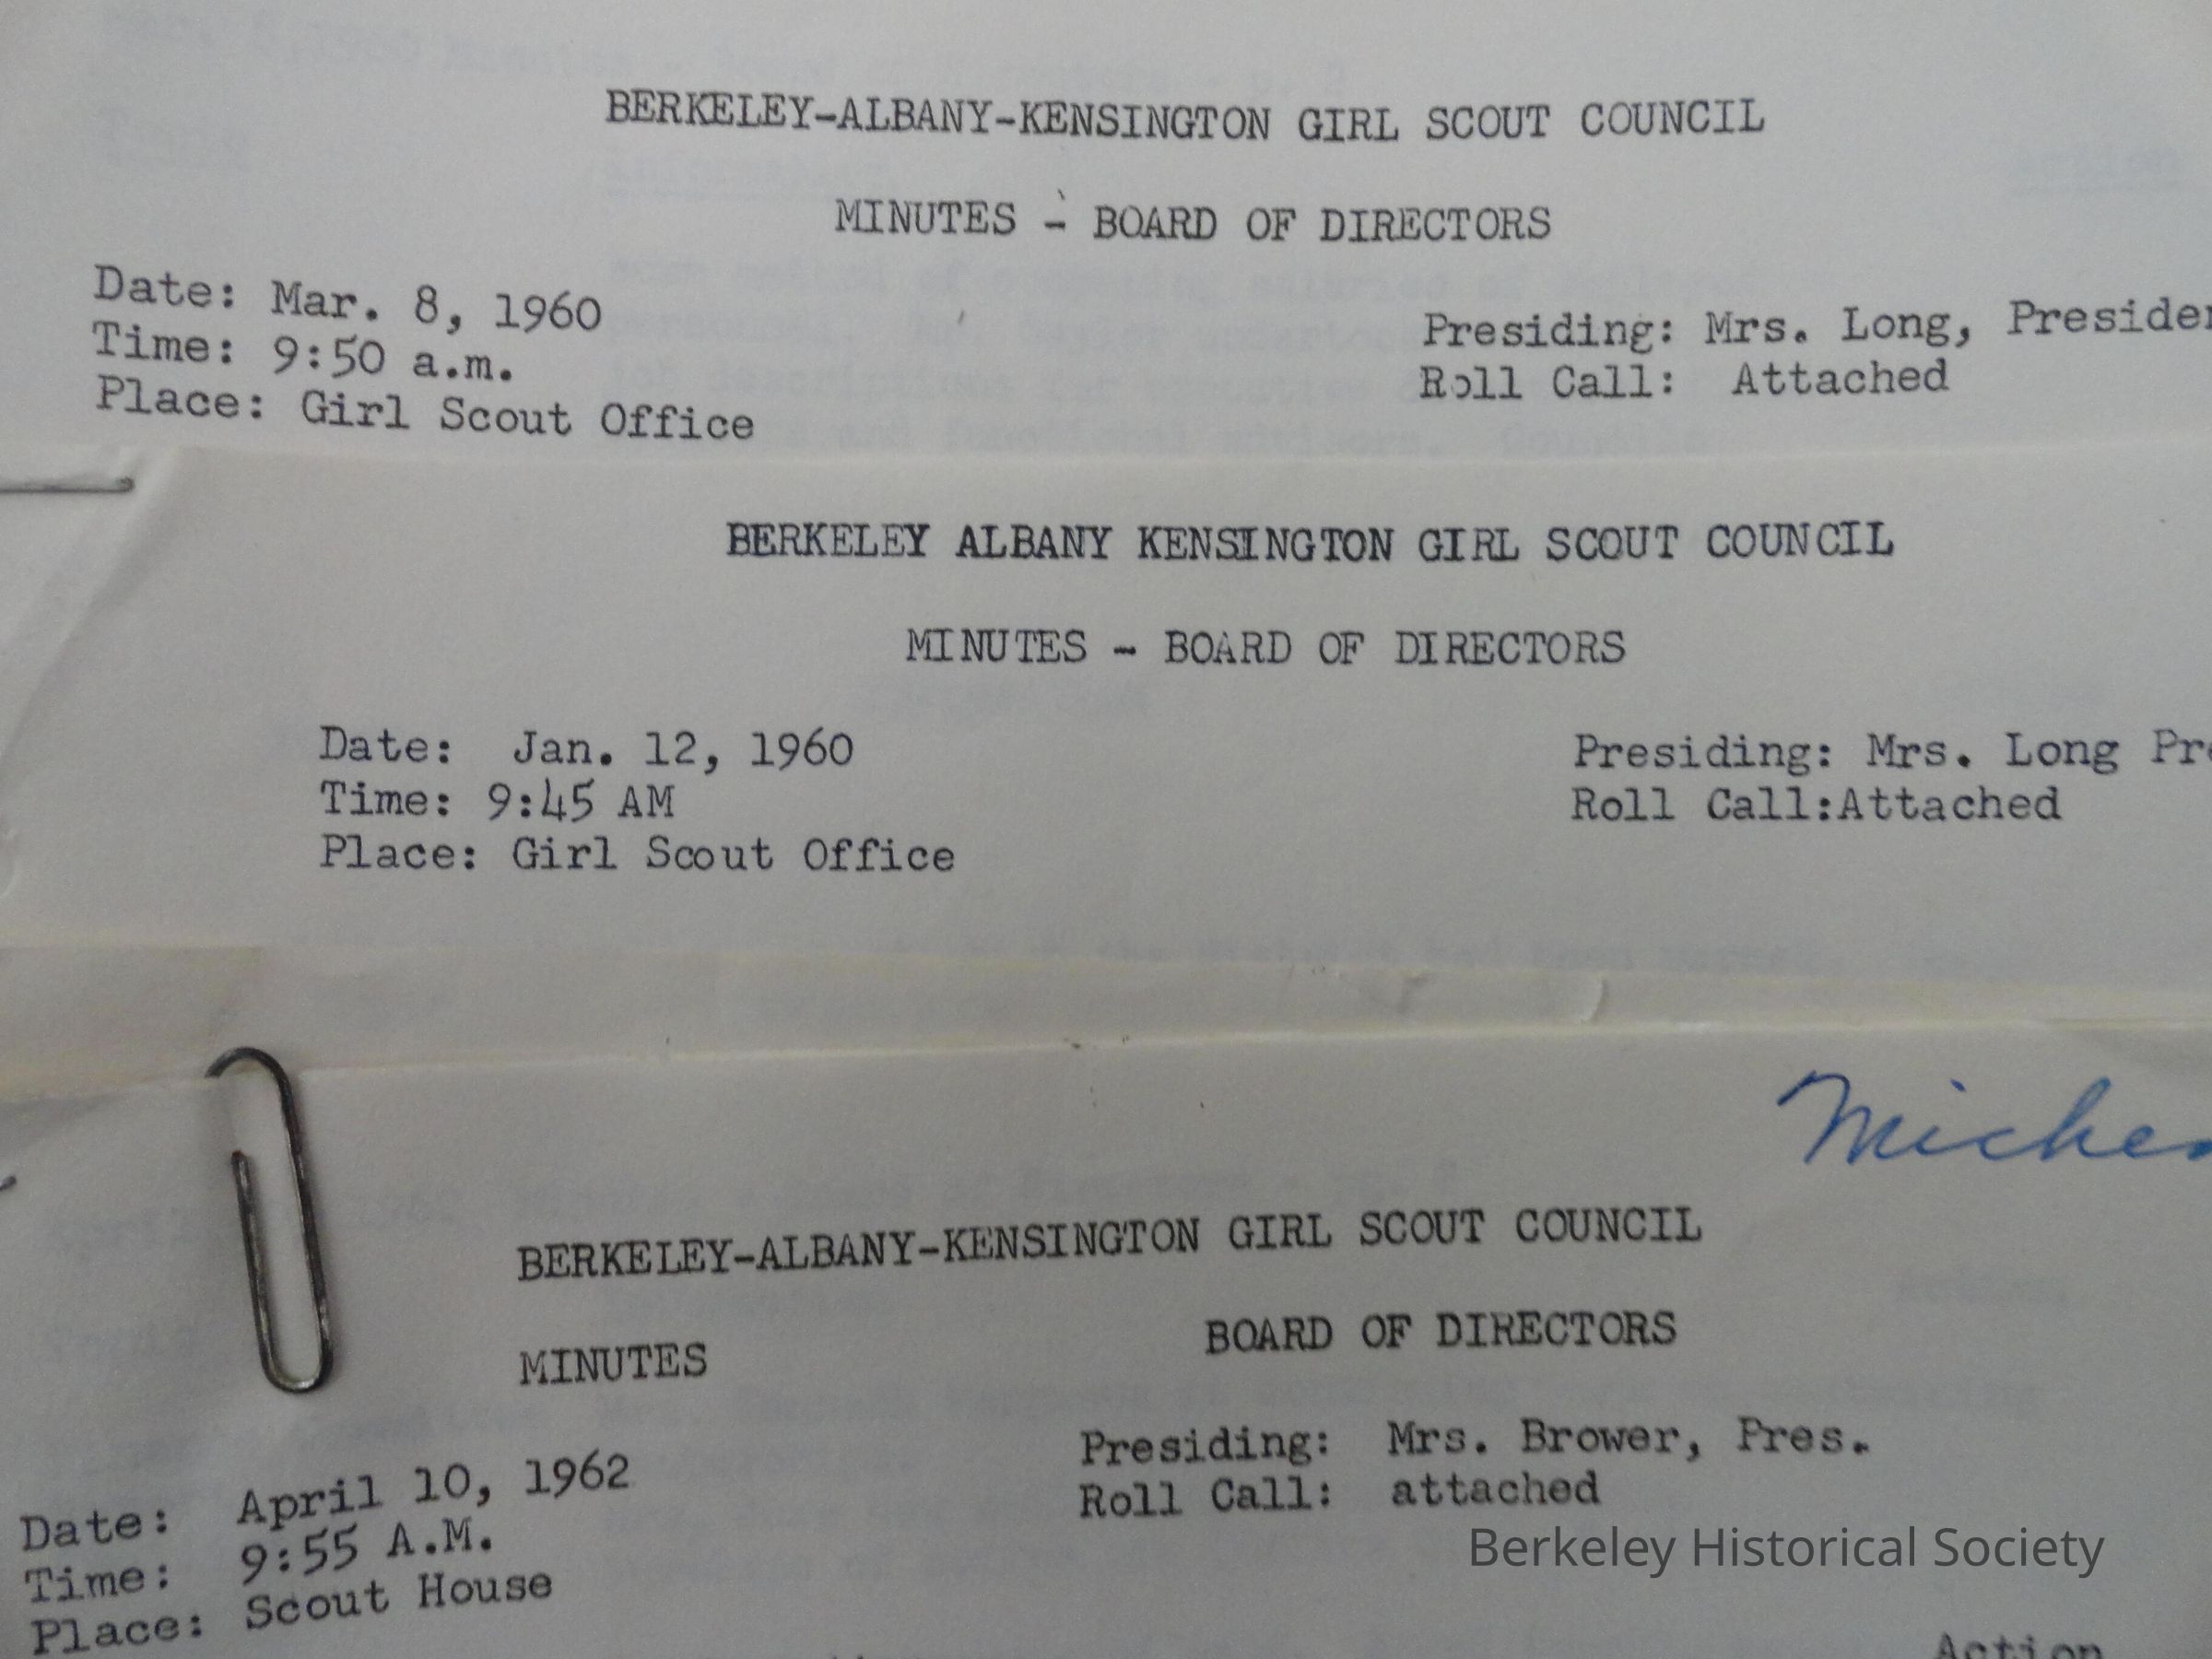 BERKELEY-ALBANY-KENSINGTON GIRL SCOUT COUNCIL
MINUTES - BOARD OF DIRECTORS
Date: Mar. 8, 1960
Time: 9:50 a.m.
Place: Girl Scout Office
Presiding: Mrs. Long, Presiden
Roll Call: Attached
BERKELEY ALBANY KENSINGTON GIRL SCOUT COUNCIL
MINUTES - BOARD OF DIRECTORS
Date: Jan. 12, 1960
Time: 9:45 AM
Place: Girl Scout Office
Presiding: Mrs. Long Pre
Roll Call:Attached
BERKELEY-ALBANY-KENSINGTON GIRL SCOUT COUNCIL
MINUTES BOARD OF DIRECTORS
Date: April 10, 1962
Time: 9:55 A.M.
Place: Scout House
Presiding: Mrs. Brower, Pres.
Roll Call: attached
Berkeley Historical Society
Action